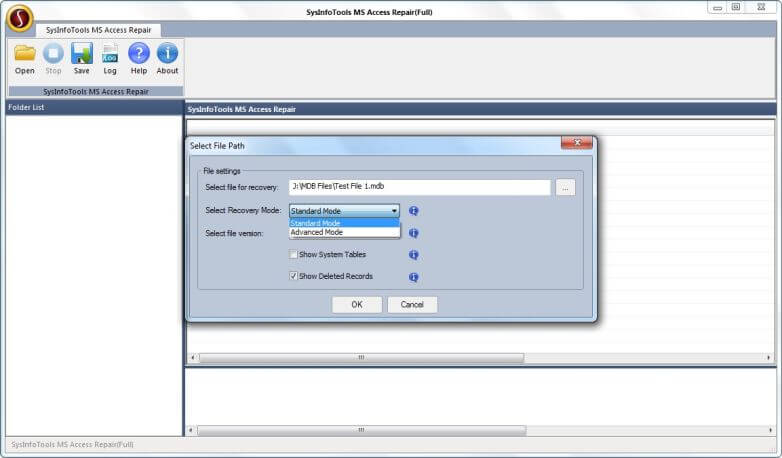 SysInfoTools MS Access Repair(Full)
SysInfoTools MS Access Repair
Open Stop Save Log Help About
LOG
SysInfoTools MS Access Repair
Folder List
SysInfoTools MS Access Repair
Select File Path
File settings
Select file for recovery: J:\MDB Files\Test File 1.mdb ...
Select Recovery Mode: Standard Mode
Standard Mode
Select file version: Advanced Mode
Show System Tables
Show Deleted Records
OK Cancel
SysInfoTools MS Access Repair(Full)